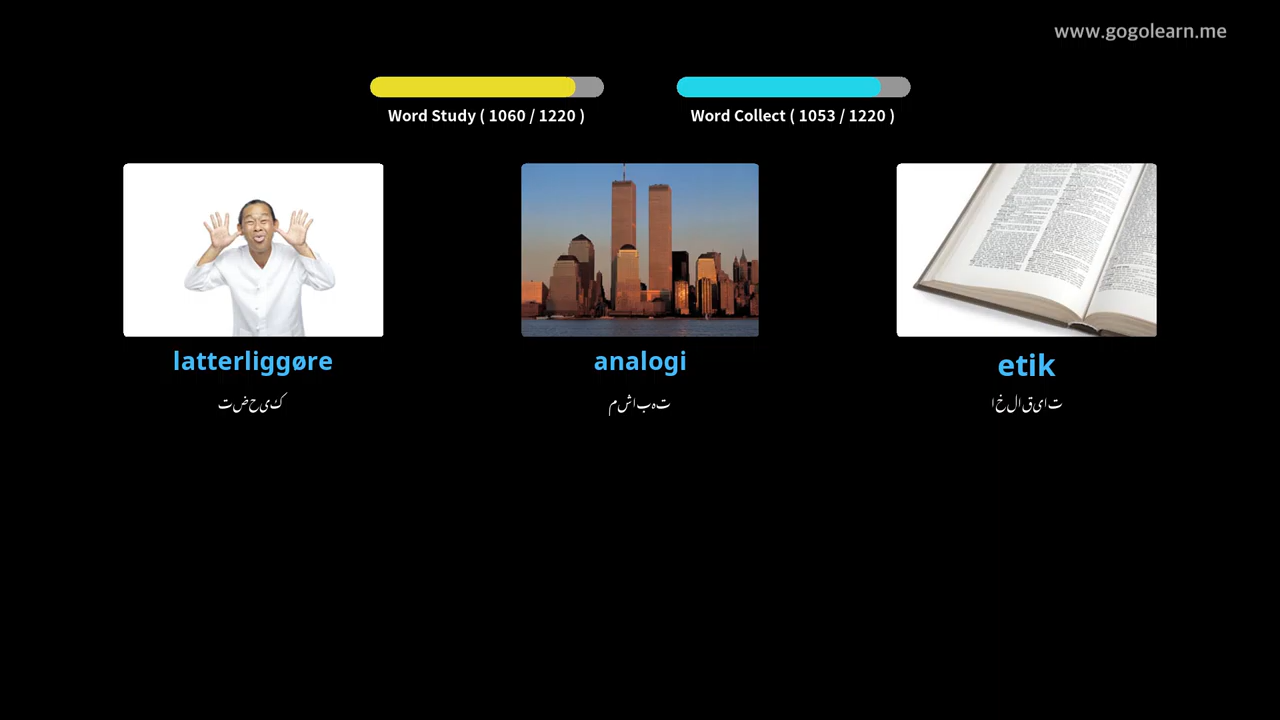 www.gogolearn.me
Word Study ( 1060 / 1220 )
Word Collect ( 1053 / 1220 )
latterliggøre
تضحیک
analogi
مشابہت
etik
اخلاقیات